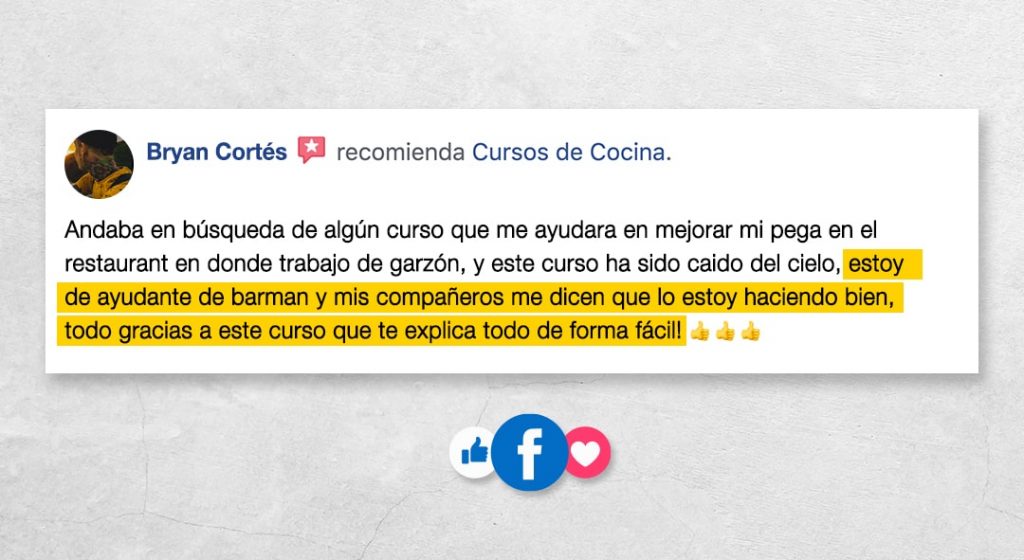 Bryan Cortés recomienda Cursos de Cocina.
Andaba en búsqueda de algún curso que me ayudara en mejorar mi pega en el
restaurant en donde trabajo de garzón, y este curso ha sido caido del cielo, estoy
de ayudante de barman y mis compañeros me dicen que lo estoy haciendo bien,
todo gracias a este curso que te explica todo de forma fácil! 👍👍👍
f